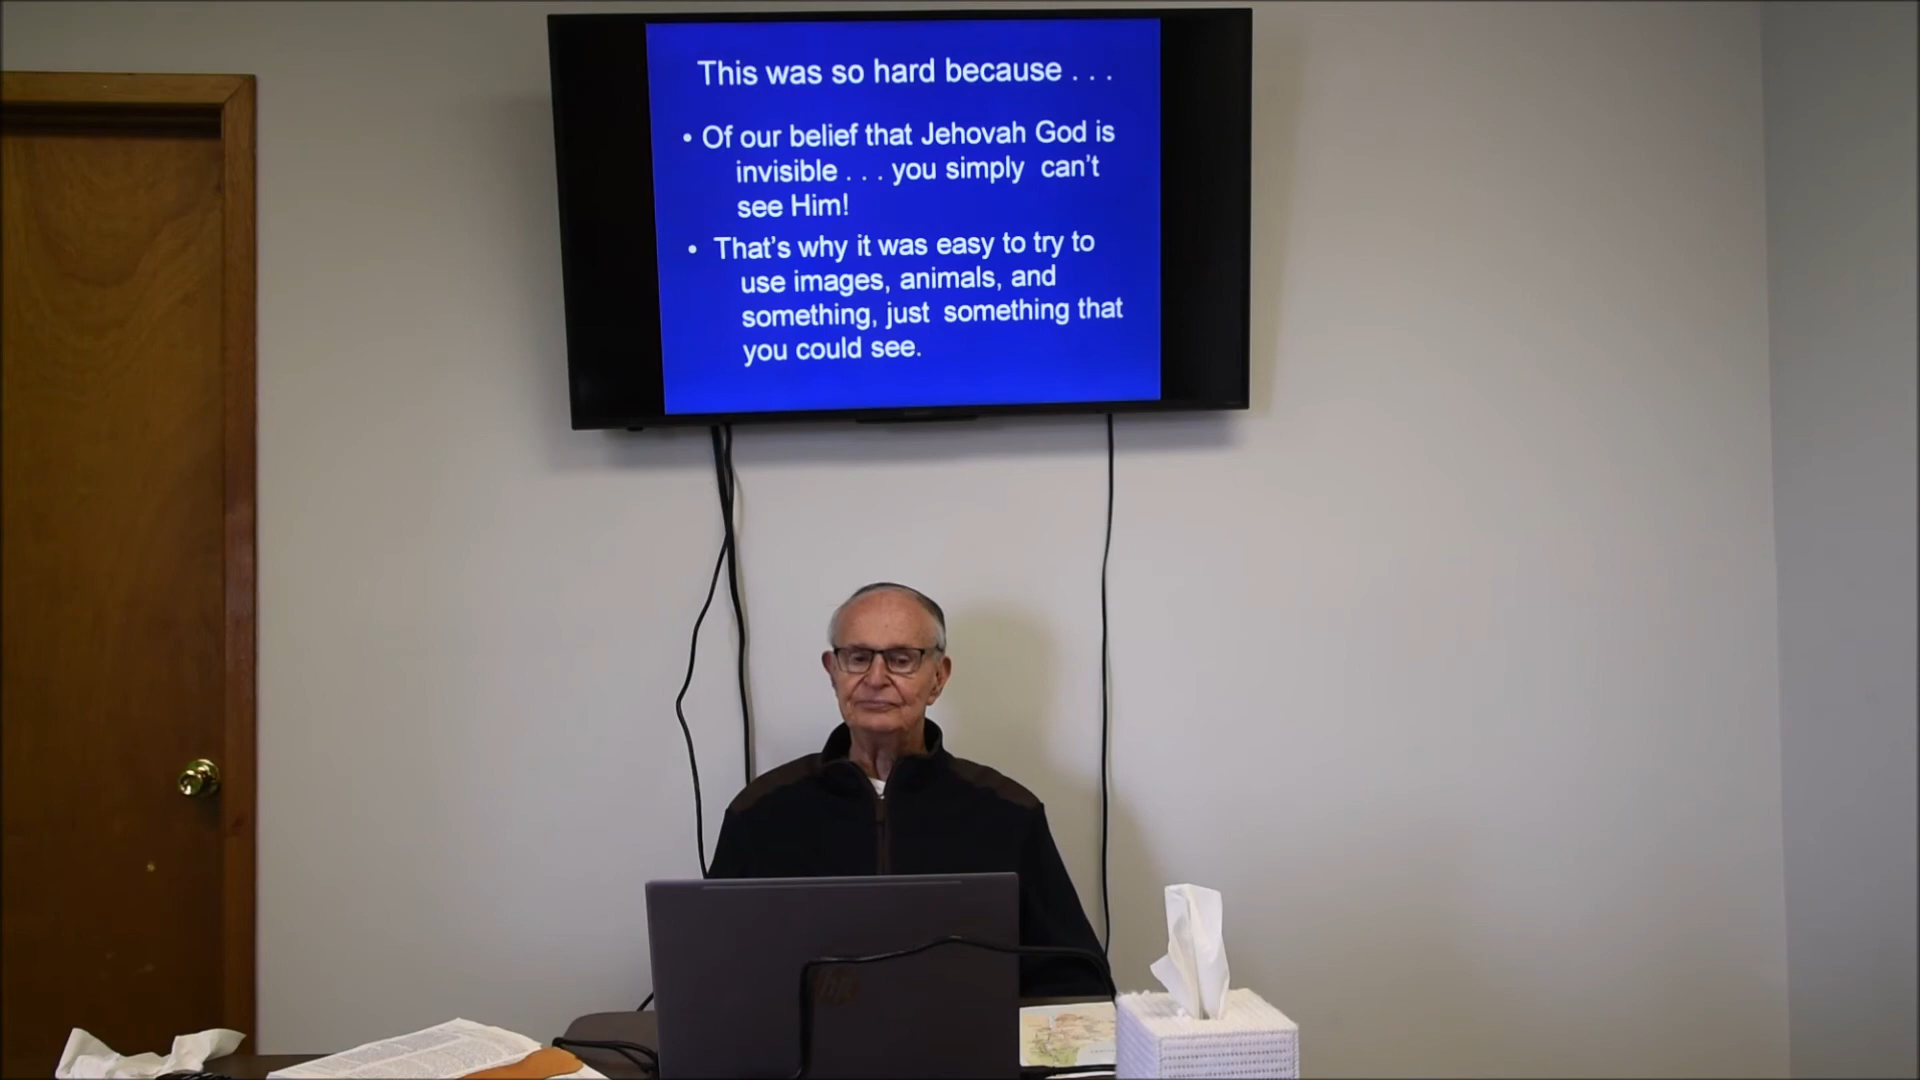 This was so hard because . . .
• Of our belief that Jehovah God is
invisible . . . you simply can't
see Him!
• That's why it was easy to try to
use images, animals, and
something, just something that
you could see.
hp